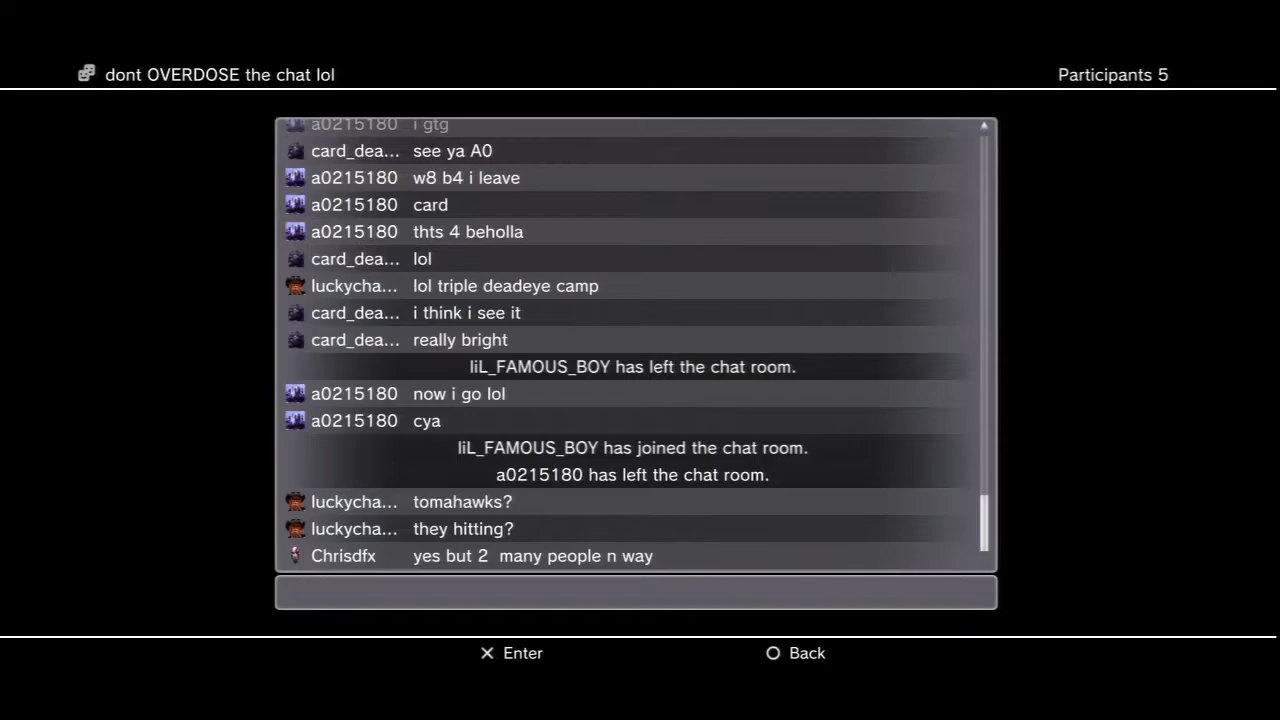 dont OVERDOSE the chat lol Participants 5
a0215180 i gtg
card_dea... see ya A0
a0215180 w8 b4 i leave
a0215180 card
a0215180 thts 4 beholla
card_dea... lol
luckycha... lol triple deadeye camp
card_dea... i think i see it
card_dea... really bright
liL_FAMOUS_BOY has left the chat room.
a0215180 now i go lol
a0215180 cya
liL_FAMOUS_BOY has joined the chat room.
a0215180 has left the chat room.
luckycha... tomahawks?
luckycha... they hitting?
Chrisdfx yes but 2  many people n way
Enter Back